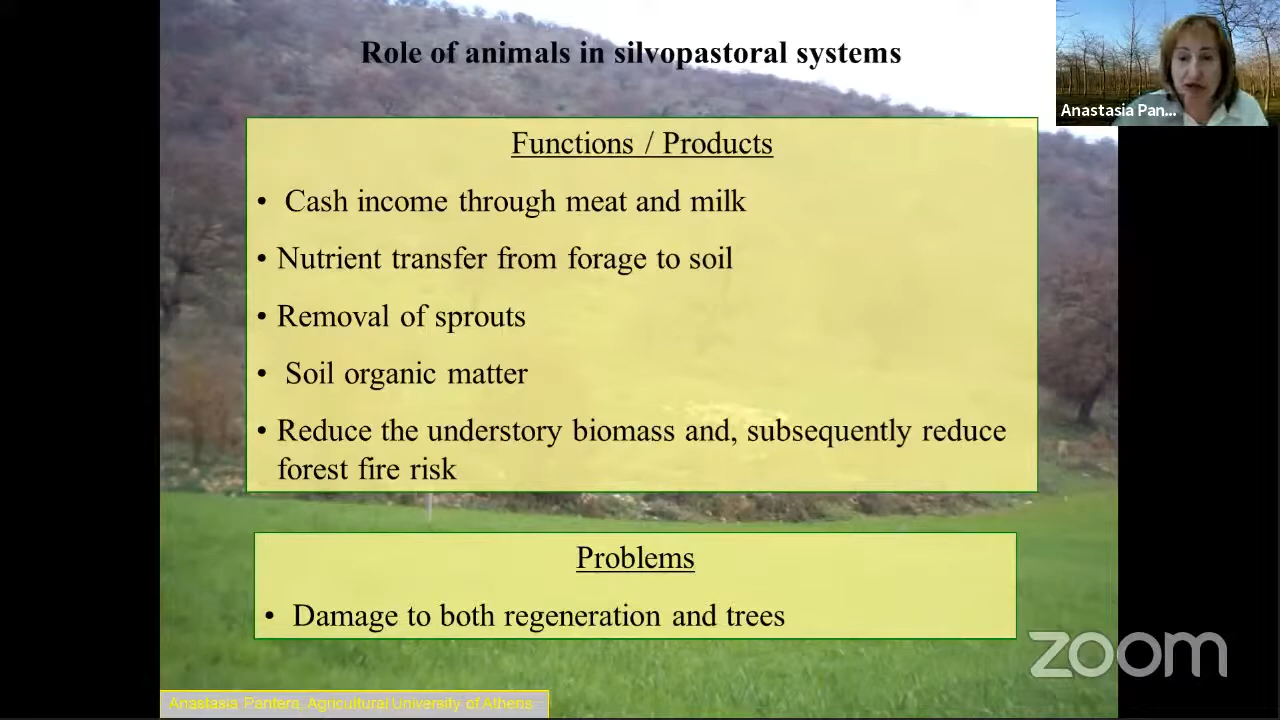 Role of animals in silvopastoral systems
Anastasia Pan...
Functions / Products
• Cash income through meat and milk
• Nutrient transfer from forage to soil
• Removal of sprouts
• Soil organic matter
• Reduce the understory biomass and, subsequently reduce
forest fire risk
Problems
• Damage to both regeneration and trees
zoom
Anastasia Pantera, Agricultural University of Athens